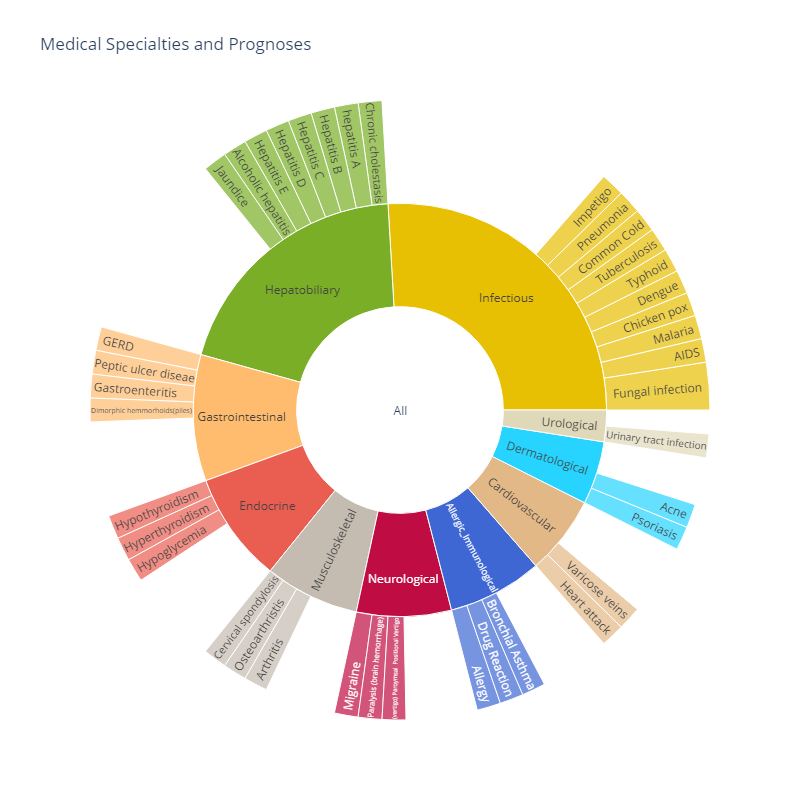 Medical Specialties and Prognoses
All
Infectious
Impetigo
Pneumonia
Common Cold
Tuberculosis
Typhoid
Dengue
Chicken pox
Malaria
AIDS
Fungal infection
Hepatobiliary
Chronic cholestasis
hepatitis A
Hepatitis B
Hepatitis C
Hepatitis D
Hepatitis E
Alcoholic hepatitis
Jaundice
Gastrointestinal
GERD
Peptic ulcer diseae
Gastroenteritis
Dimorphic hemmorhoids(piles)
Endocrine
Hypothyroidism
Hyperthyroidism
Hypoglycemia
Musculoskeletal
Cervical spondylosis
Osteoarthristis
Arthritis
Neurological
Migraine
Paralysis (brain hemorrhage)
(vertigo) Paroymsal  Positional Vertigo
Allergic_Immunological
Allergy
Drug Reaction
Bronchial Asthma
Cardiovascular
Heart attack
Varicose veins
Dermatological
Psoriasis
Acne
Urological
Urinary tract infection